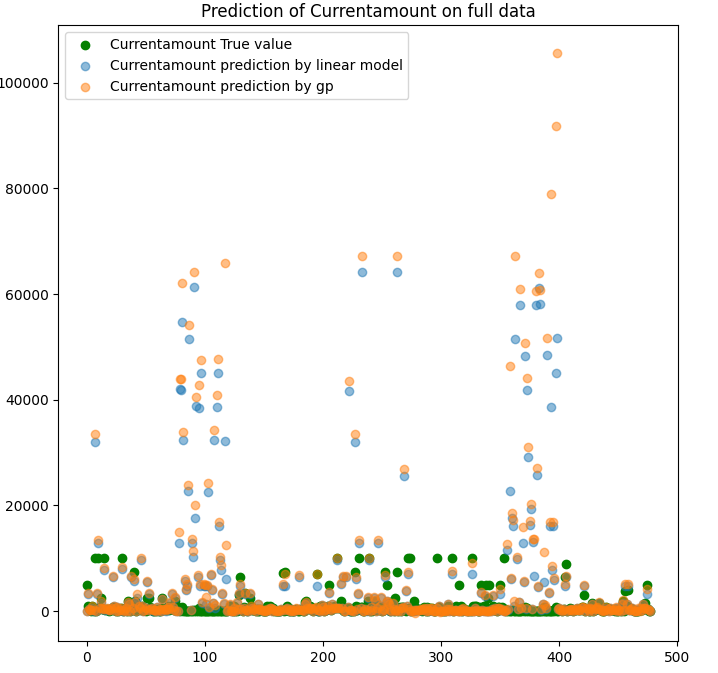 Prediction of Currentamount on full data
Currentamount True value
Currentamount prediction by linear model
Currentamount prediction by gp
100000
80000
60000
40000
20000
0
0 100 200 300 400 500